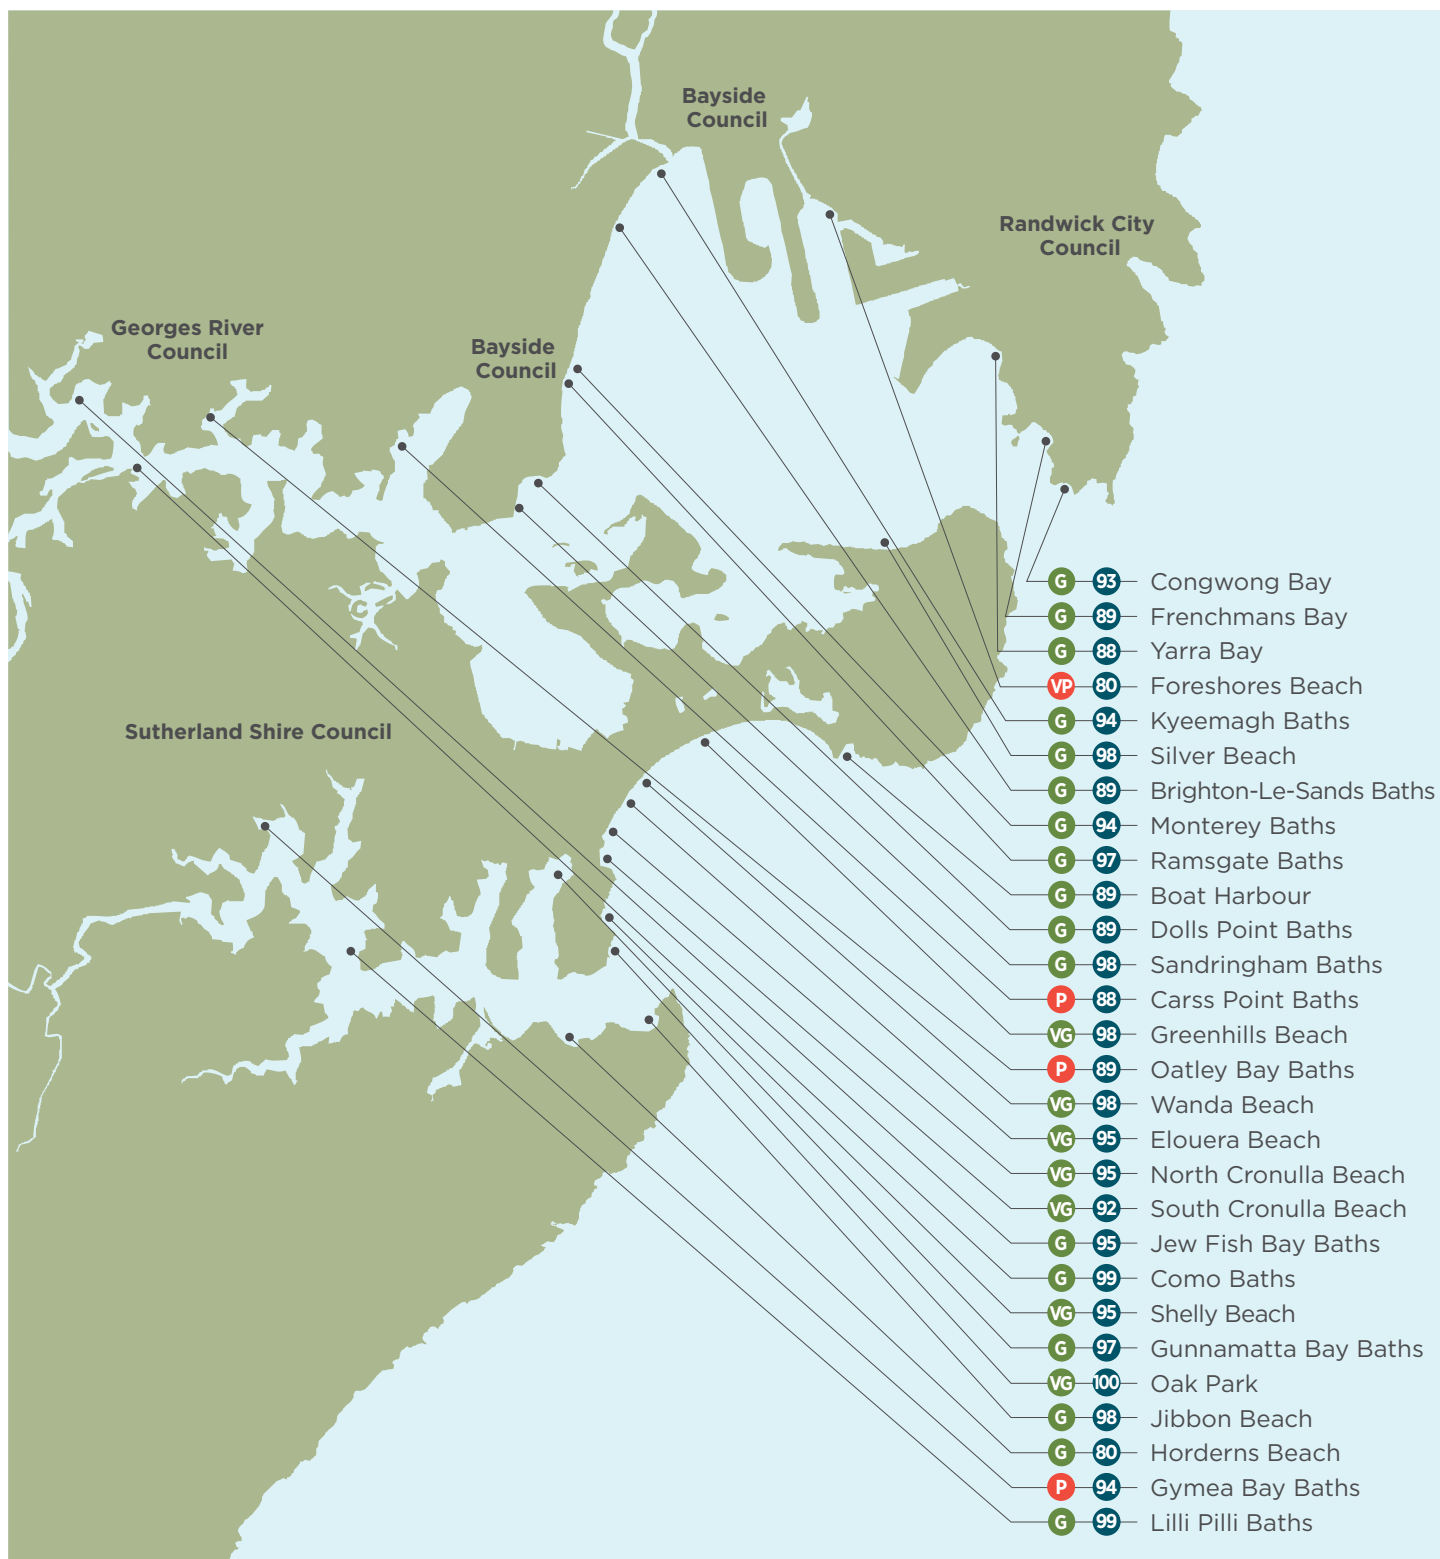 Bayside
Council
Randwick City
Council
Georges River
Council
Bayside
Council
Sutherland Shire Council
G 93 Congwong Bay
G 89 Frenchmans Bay
G 88 Yarra Bay
VP 80 Foreshores Beach
G 94 Kyeemagh Baths
G 98 Silver Beach
G 89 Brighton-Le-Sands Baths
G 94 Monterey Baths
G 97 Ramsgate Baths
G 89 Boat Harbour
G 89 Dolls Point Baths
G 98 Sandringham Baths
P 88 Carss Point Baths
VG 98 Greenhills Beach
P 89 Oatley Bay Baths
VG 98 Wanda Beach
VG 95 Elouera Beach
VG 95 North Cronulla Beach
VG 92 South Cronulla Beach
G 95 Jew Fish Bay Baths
G 99 Como Baths
VG 95 Shelly Beach
G 97 Gunnamatta Bay Baths
VG 100 Oak Park
G 98 Jibbon Beach
G 80 Horderns Beach
P 94 Gymea Bay Baths
G 99 Lilli Pilli Baths